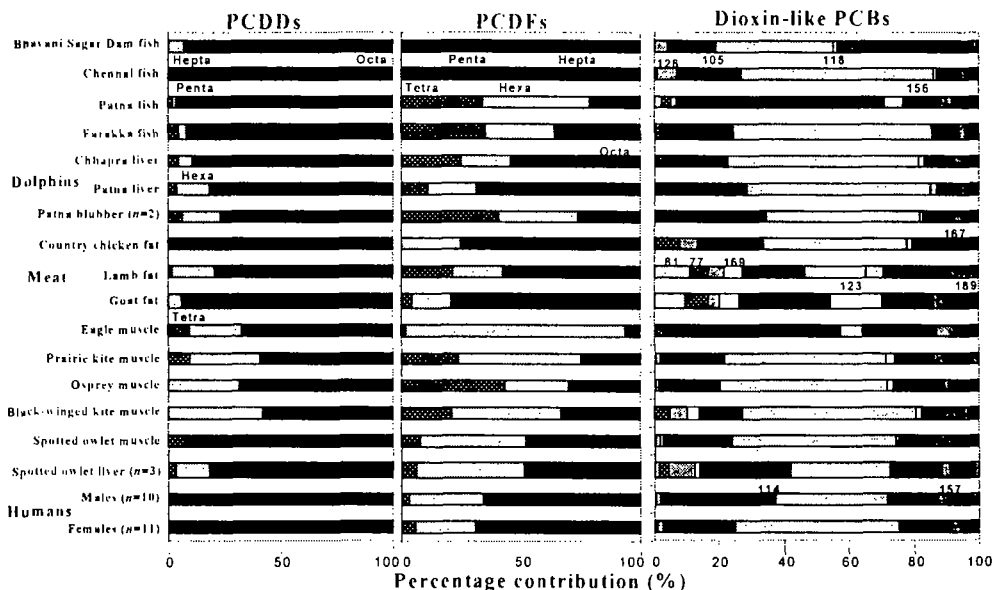 PCDDs PCDFs Dioxin-like PCBs
Bhavani Sagar Dam fish
Hepta Octa Penta Hepta 126 105 118
Chennai fish
Penta Tetra Hexa 156
Patna fish
Farakka fish
Octa
Chhapra liver
Dolphins Hexa
Patna liver
Patna blubber (n=2)
167
Country chicken fat
81 77 169
Meat Lamb fat
123 189
Goat fat
Tetra
Eagle muscle
Prairie kite muscle
Osprey muscle
Black-winged kite muscle
Spotted owlet muscle
Spotted owlet liver (n=3)
114 157
Males (n=10)
Humans
Females (n=11)
0 50 100 0 50 100 0 20 40 60 80 100
Percentage contribution (%)